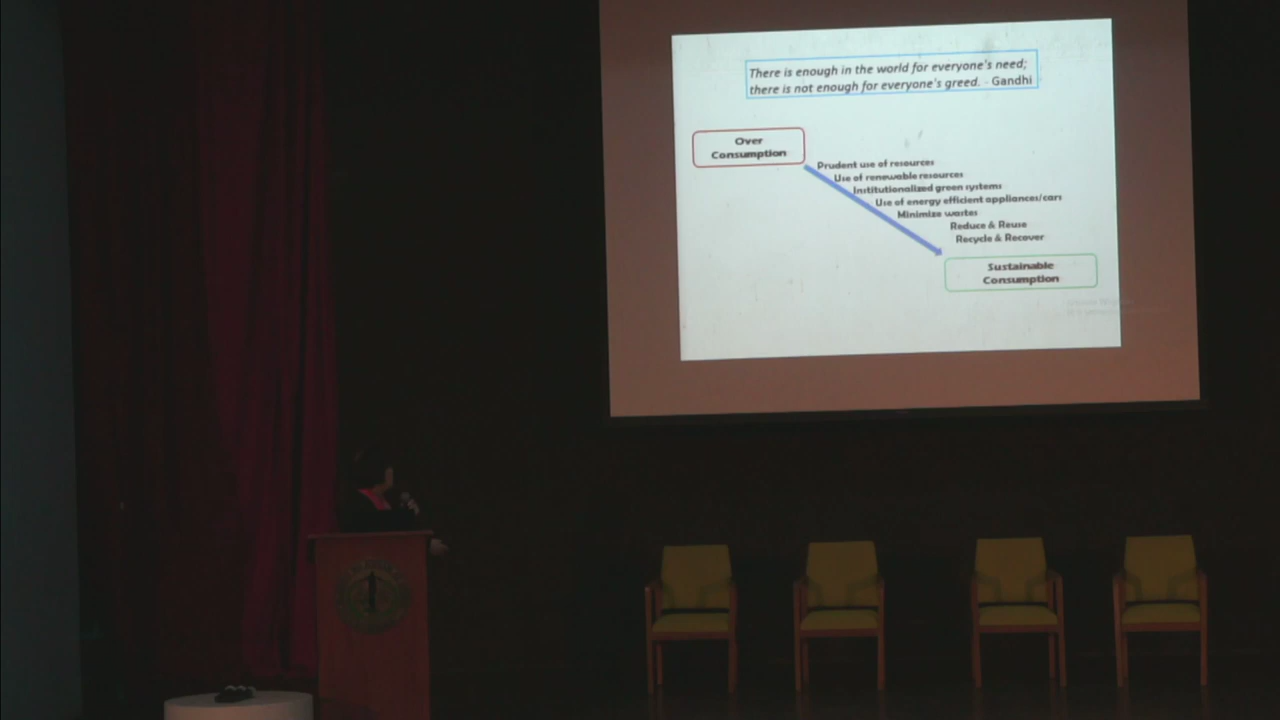 There is enough in the world for everyone's need;
there is not enough for everyone's greed. - Gandhi
Over
Consumption
Prudent use of resources
Use of renewable resources
Institutionalized green systems
Use of energy efficient appliances/cars
Minimize wastes
Reduce & Reuse
Recycle & Recover
Sustainable
Consumption